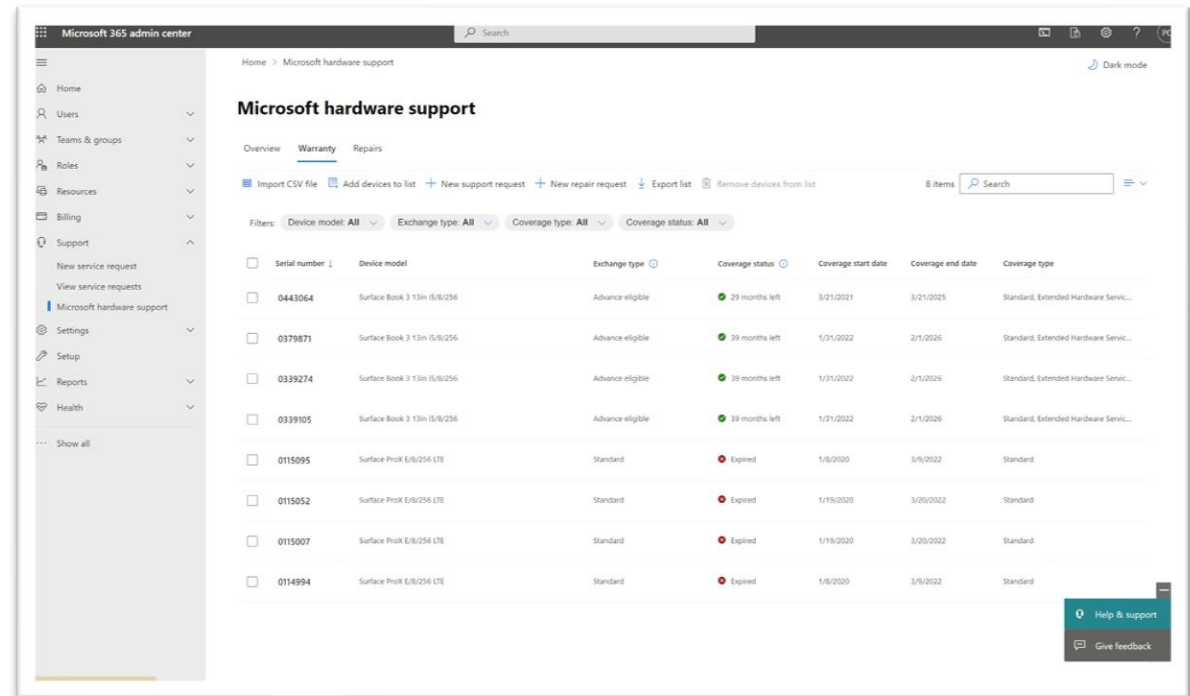 Microsoft 365 admin center
Search
Home > Microsoft hardware support
Dark mode
Home
Users
Teams & groups
Roles
Resources
Billing
Support
New service request
View service requests
Microsoft hardware support
Settings
Setup
Reports
Health
Show all
Microsoft hardware support
Overview Warranty Repairs
Import CSV file Add devices to list New support request New repair request Export list Remove devices from list 8 items Search
Filters: Device model: All Exchange type: All Coverage type: All Coverage status: All
Serial number ↓ Device model Exchange type Coverage status Coverage start date Coverage end date Coverage type
0443064 Surface Book 3 13in i5/8/256 Advance eligible 29 months left 3/21/2021 3/21/2025 Standard, Extended Hardware Servic...
0379871 Surface Book 3 13in i5/8/256 Advance eligible 39 months left 1/31/2022 2/1/2026 Standard, Extended Hardware Servic...
0339274 Surface Book 3 13in i5/8/256 Advance eligible 39 months left 1/31/2022 2/1/2026 Standard, Extended Hardware Servic...
0339105 Surface Book 3 13in i5/8/256 Advance eligible 39 months left 1/31/2022 2/1/2026 Standard, Extended Hardware Servic...
0115095 Surface ProX E/8/256 LTE Standard Expired 1/8/2020 3/9/2022 Standard
0115052 Surface ProX E/8/256 LTE Standard Expired 1/19/2020 3/20/2022 Standard
0115007 Surface ProX E/8/256 LTE Standard Expired 1/19/2020 3/20/2022 Standard
0114994 Surface ProX E/8/256 LTE Standard Expired 1/8/2020 3/9/2022 Standard
Help & support
Give feedback